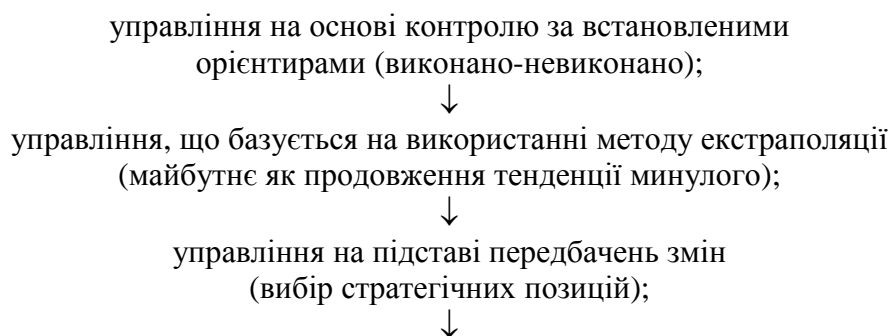 управління на основі контролю за встановленими
орієнтирами (виконано-невиконано);
↓
управління, що базується на використанні методу екстраполяції
(майбутнє як продовження тенденції минулого);
↓
управління на підставі передбачень змін
(вибір стратегічних позицій);
↓